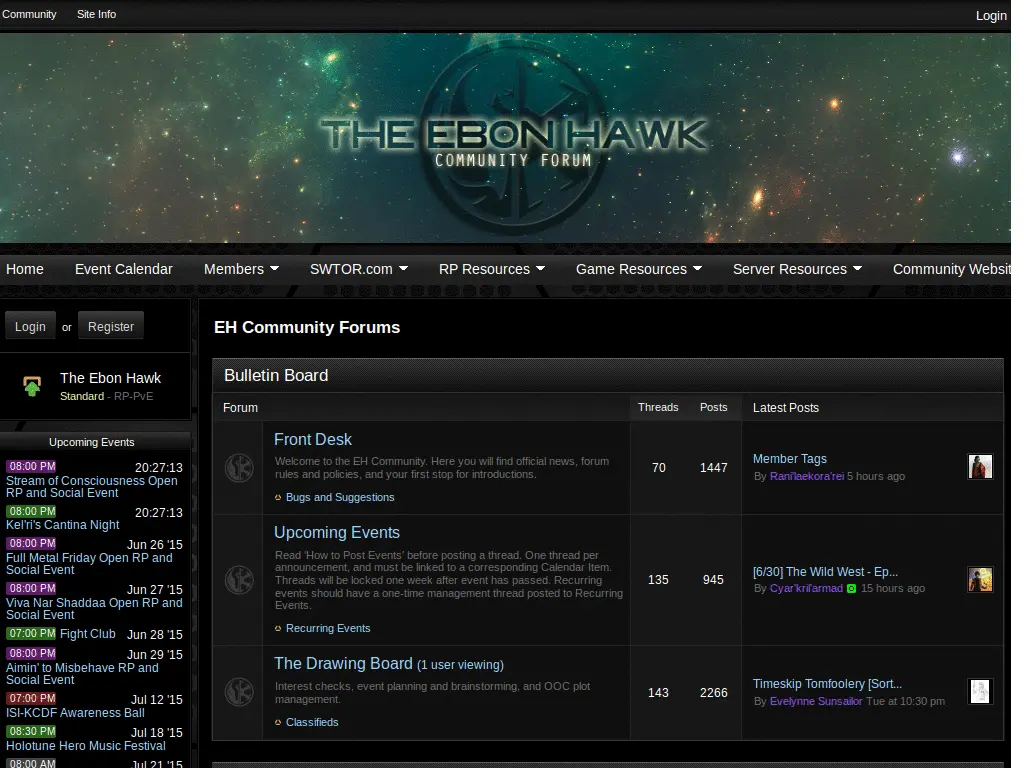 Community Site Info Login
THE EBON HAWK
COMMUNITY FORUM
Home Event Calendar Members SWTOR.com RP Resources Game Resources Server Resources Community Websit
Login or Register
The Ebon Hawk
Standard - RP-PvE
Upcoming Events
08:00 PM 20:27:13
Stream of Consciousness Open
RP and Social Event
08:00 PM 20:27:13
Kel'ri's Cantina Night
08:00 PM Jun 26 '15
Full Metal Friday Open RP and
Social Event
08:00 PM Jun 27 '15
Viva Nar Shaddaa Open RP and
Social Event
07:00 PM Fight Club Jun 28 '15
08:00 PM Jun 29 '15
Aimin' to Misbehave RP and
Social Event
07:00 PM Jul 12 '15
ISI-KCDF Awareness Ball
08:30 PM Jul 18 '15
Holotune Hero Music Festival
08:00 AM Jul 21 '15
EH Community Forums
Bulletin Board
Forum Threads Posts Latest Posts
Front Desk
Welcome to the EH Community. Here you will find official news, forum
rules and policies, and your first stop for introductions.
Bugs and Suggestions
70 1447
Member Tags
By Rani'laekora'rei 5 hours ago
Upcoming Events
Read 'How to Post Events' before posting a thread. One thread per
announcement, and must be linked to a corresponding Calendar Item.
Threads will be locked one week after event has passed. Recurring
events should have a one-time management thread posted to Recurring
Events.
Recurring Events
135 945
[6/30] The Wild West - Ep...
By Cyar'kri'armad 15 hours ago
The Drawing Board (1 user viewing)
Interest checks, event planning and brainstorming, and OOC plot
management.
Classifieds
143 2266
Timeskip Tomfoolery [Sort...
By Evelynne Sunsailor Tue at 10:30 pm